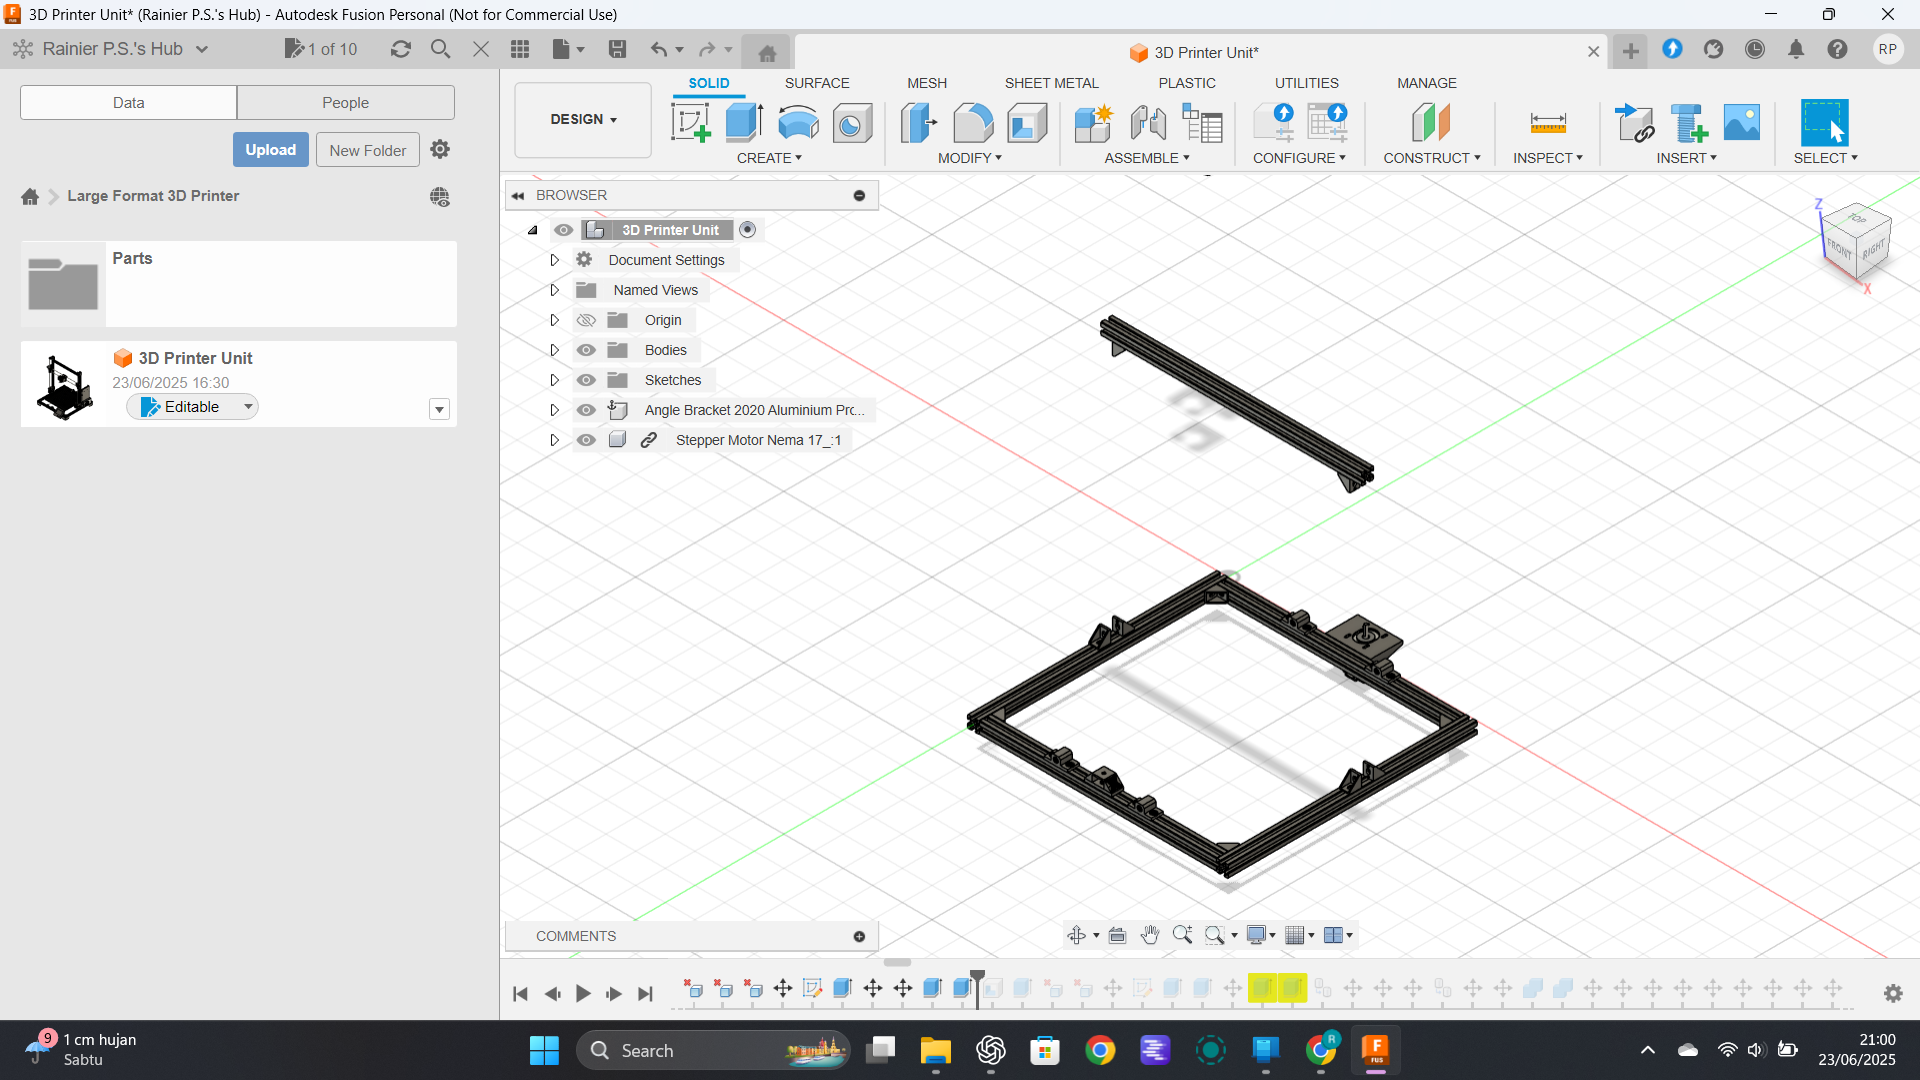 3D Printer Unit* (Rainier P.S.'s Hub) - Autodesk Fusion Personal (Not for Commercial Use)
Rainier P.S.'s Hub
1 of 10
3D Printer Unit*
RP
Data
People
Upload
New Folder
Large Format 3D Printer
Parts
3D Printer Unit
23/06/2025 16:30
Editable
DESIGN
SOLID
SURFACE
MESH
SHEET METAL
PLASTIC
UTILITIES
MANAGE
CREATE
MODIFY
ASSEMBLE
CONFIGURE
CONSTRUCT
INSPECT
INSERT
SELECT
BROWSER
3D Printer Unit
Document Settings
Named Views
Origin
Bodies
Sketches
Angle Bracket 2020 Aluminium Prc...
Stepper Motor Nema 17_:1
Z
TOP
FRONT
RIGHT
X
COMMENTS
9
1 cm hujan
Sabtu
Search
R
F
FUS
21:00
23/06/2025